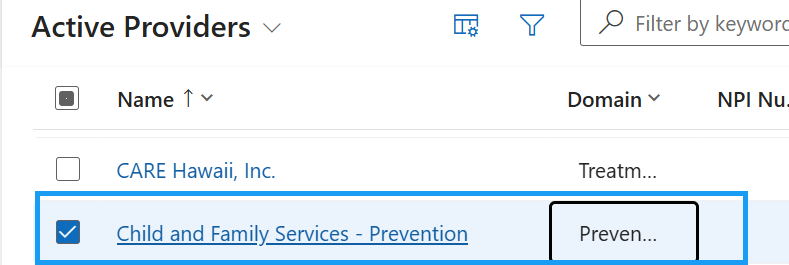 Active Providers
Filter by keyword
Name Domain NPI Nu...
CARE Hawaii, Inc. Treatm...
Child and Family Services - Prevention Preven...